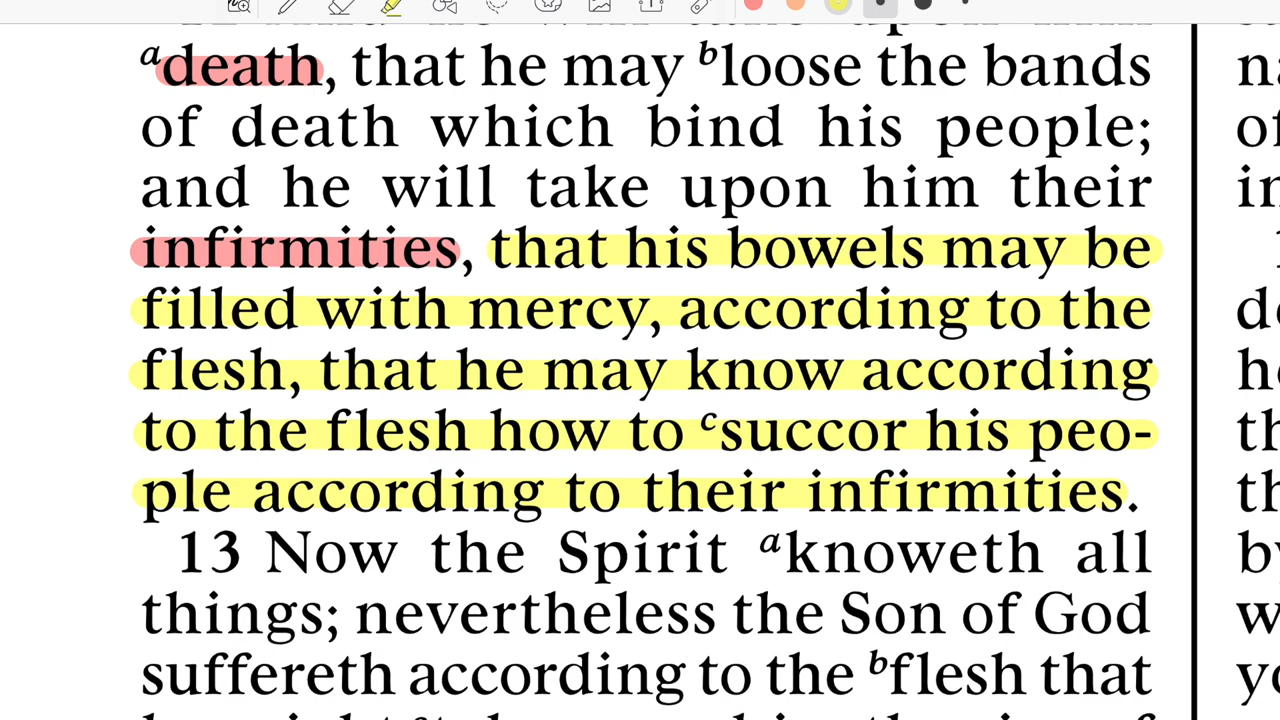 death, that he may bloose the bands
of death which bind his people;
and he will take upon him their
infirmities, that his bowels may be
filled with mercy, according to the
flesh, that he may know according
to the flesh how to csuccor his peo-
ple according to their infirmities.
13 Now the Spirit aknoweth all
things; nevertheless the Son of God
suffereth according to the bflesh that